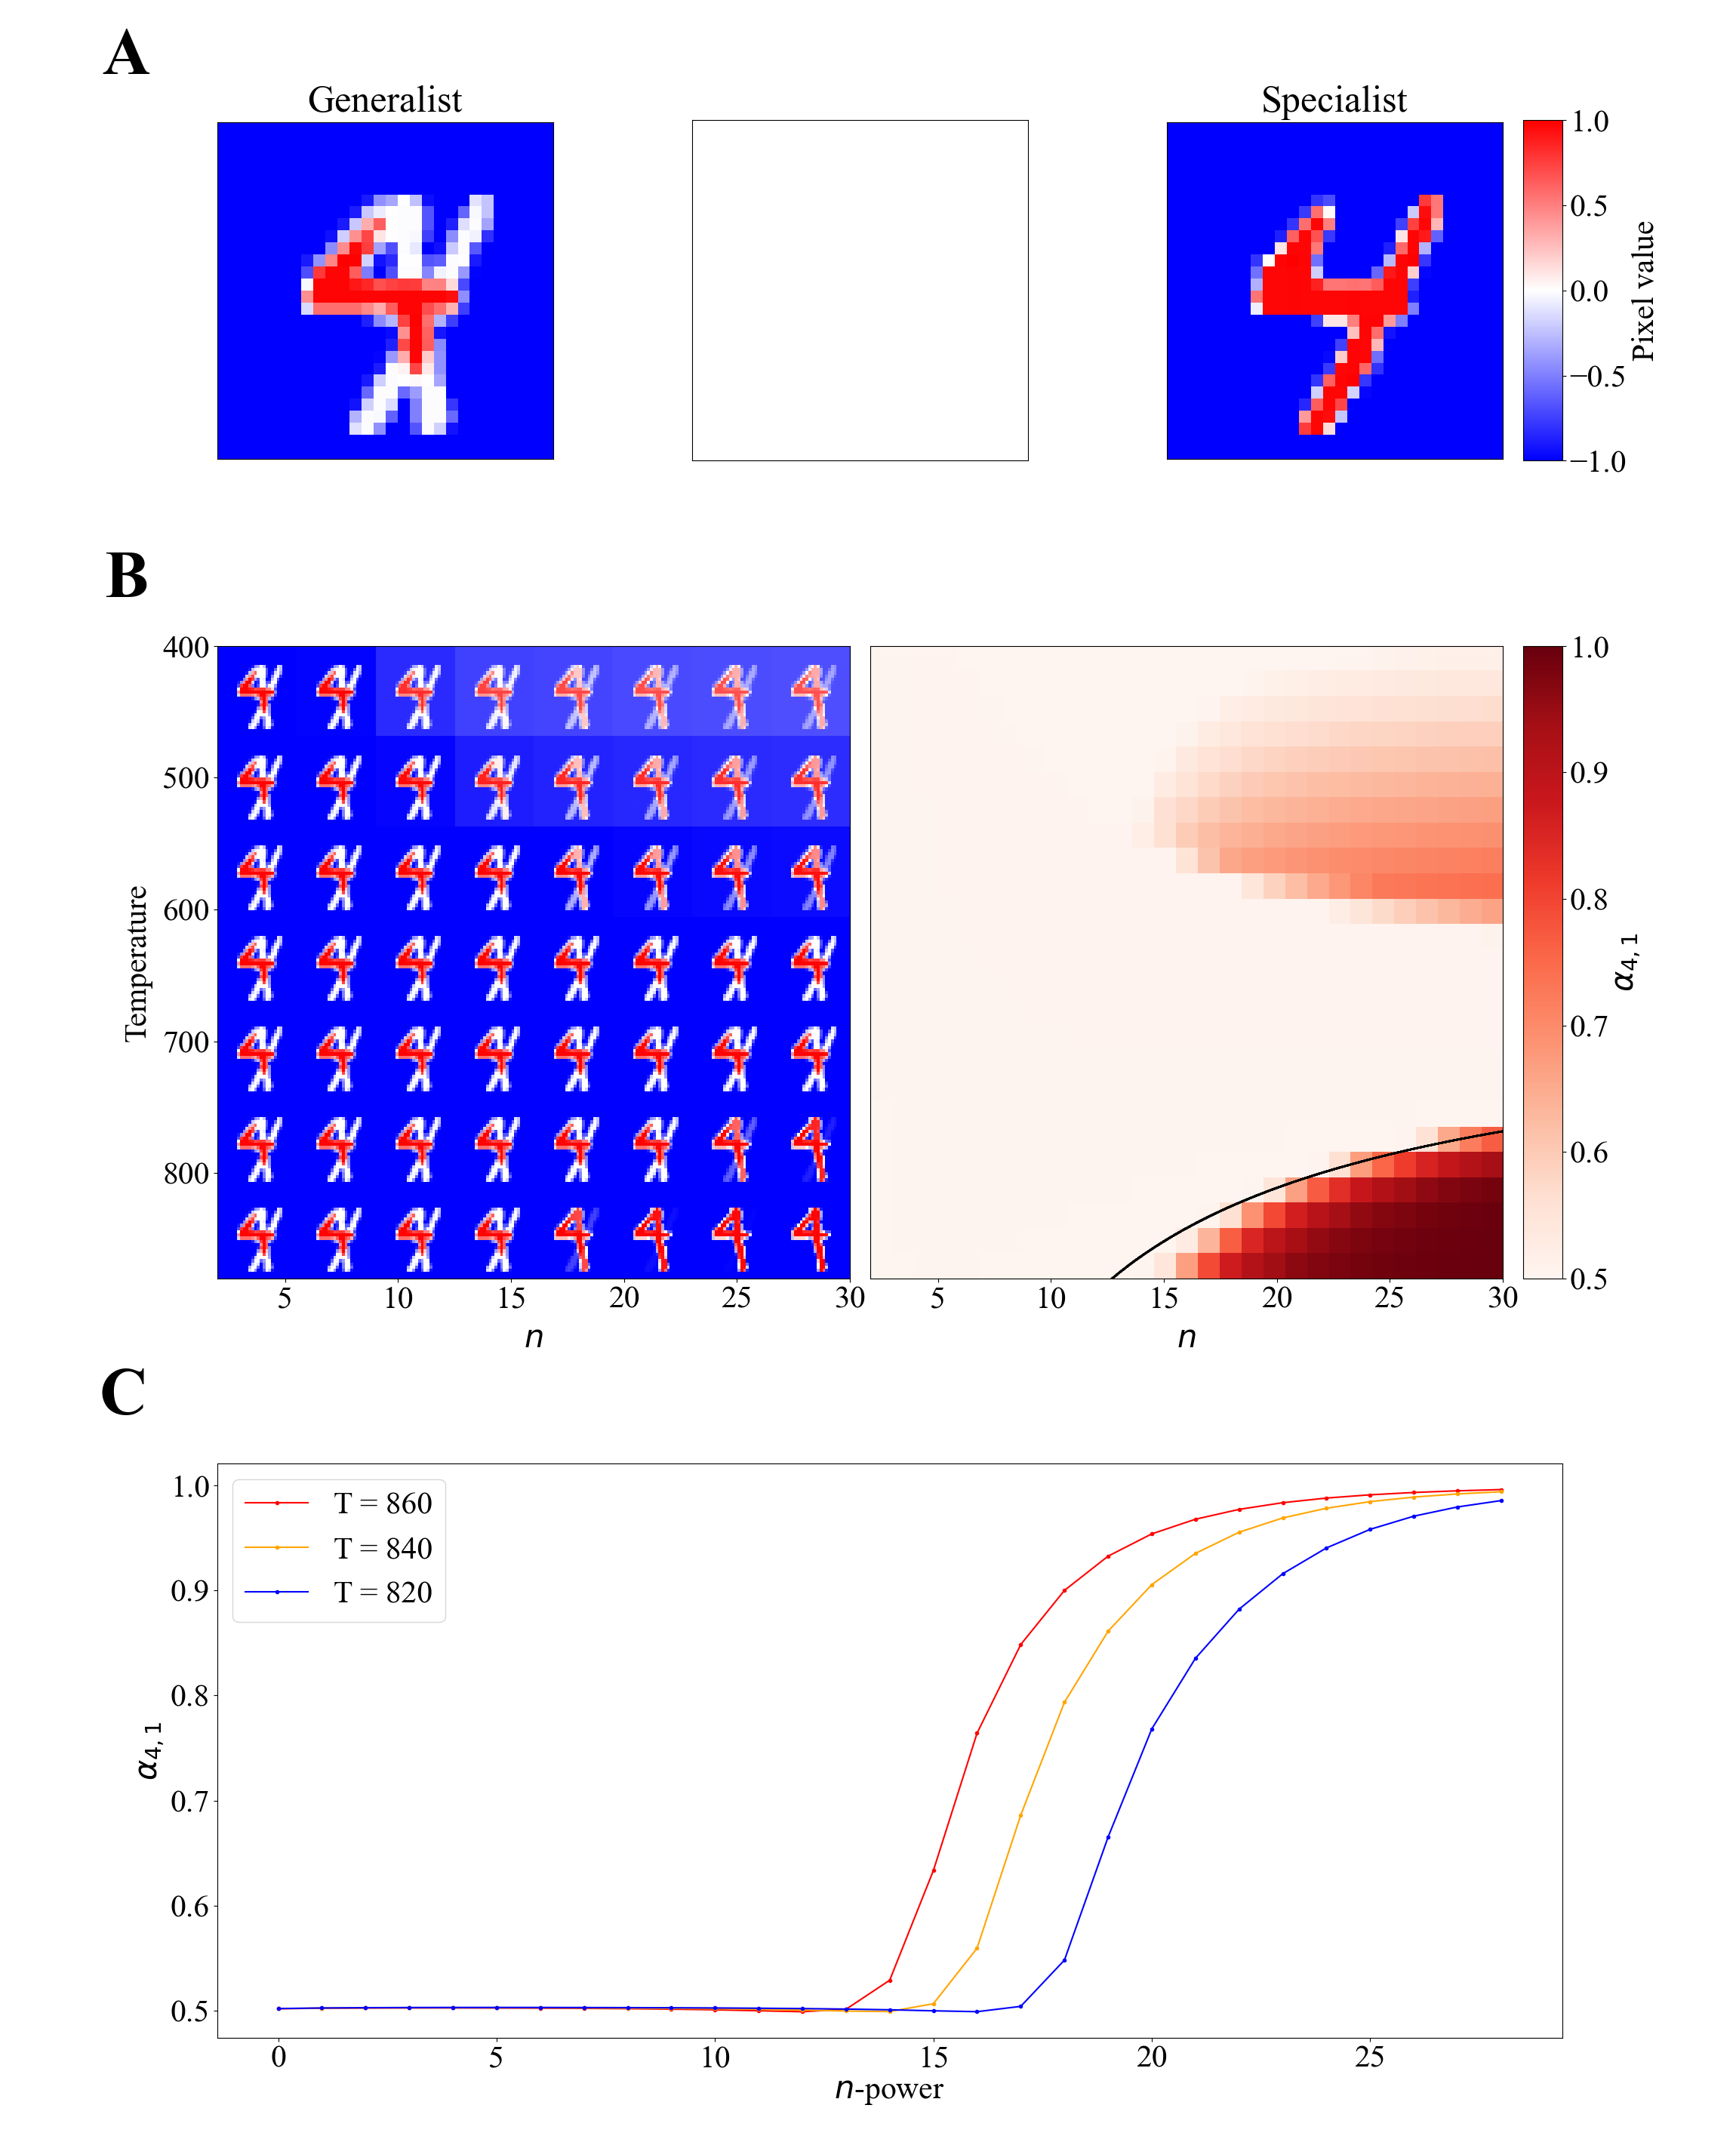 A
Generalist
Specialist
1.0
0.5
0.0
−0.5
−1.0
Pixel value
B
400
500
600
700
800
Temperature
5 10 15 20 25 30
n
5 10 15 20 25 30
n
1.0
0.9
0.8
0.7
0.6
0.5
α4, 1
C
1.0
0.9
0.8
0.7
0.6
0.5
α4, 1
T = 860
T = 840
T = 820
0 5 10 15 20 25
n-power